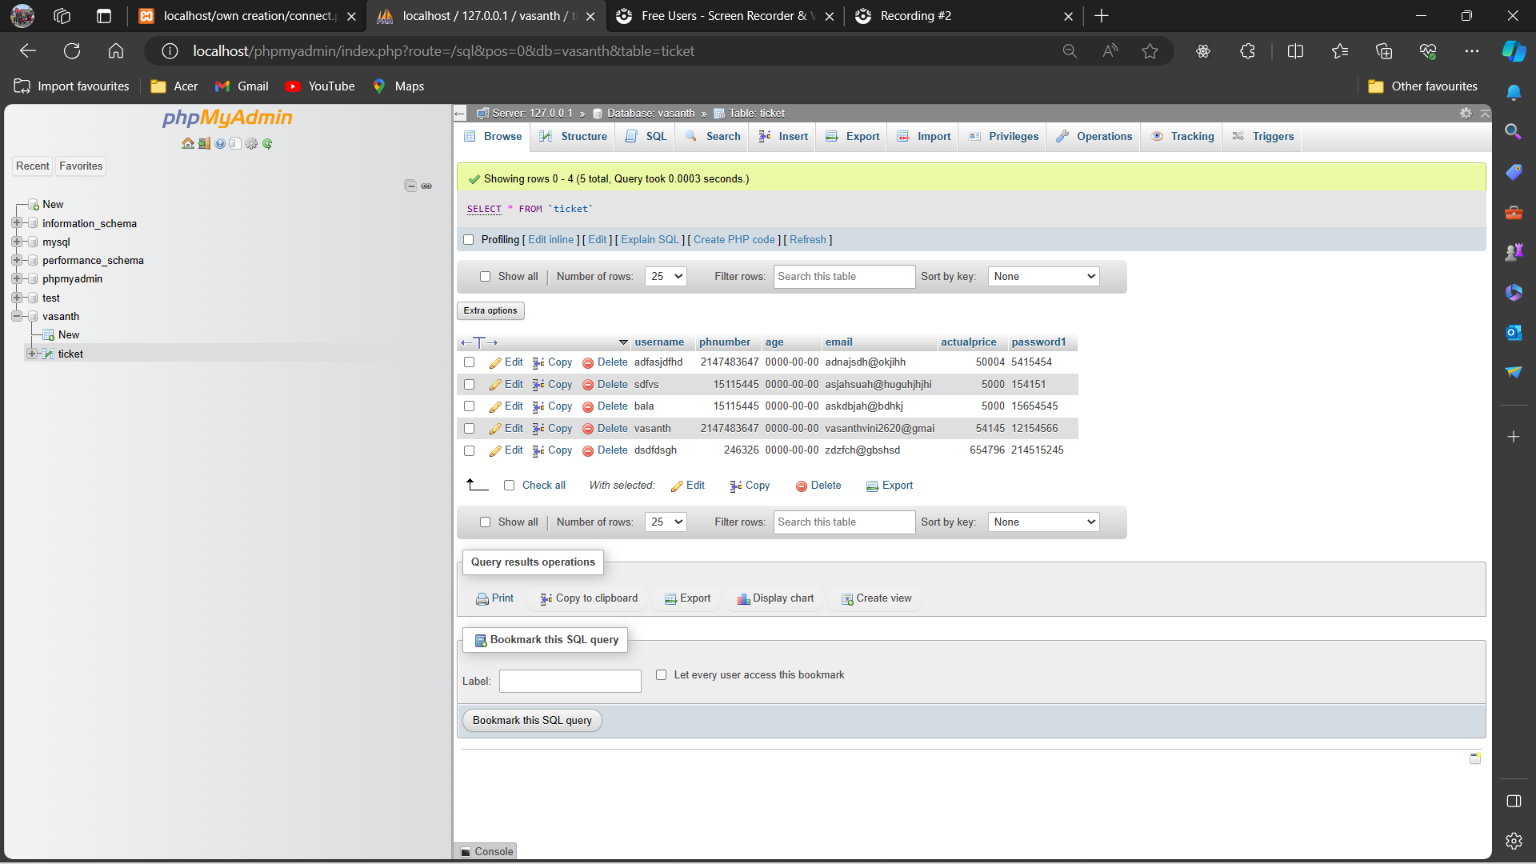 localhost/own creation/connect.
localhost / 127.0.0.1 / vasanth / t
Free Users - Screen Recorder & V
Recording #2
localhost/phpmyadmin/index.php?route=/sql&pos=0&db=vasanth&table=ticket
Import favourites Acer Gmail YouTube Maps Other favourites
phpMyAdmin
Recent Favorites
New
information_schema
mysql
performance_schema
phpmyadmin
test
vasanth
New
ticket
Server: 127.0.0.1 » Database: vasanth » Table: ticket
Browse Structure SQL Search Insert Export Import Privileges Operations Tracking Triggers
Showing rows 0 - 4 (5 total, Query took 0.0003 seconds.)
SELECT * FROM `ticket`
Profiling [ Edit inline ] [ Edit ] [ Explain SQL ] [ Create PHP code ] [ Refresh ]
Show all Number of rows: 25 Filter rows: Search this table Sort by key: None
Extra options
username phnumber age email actualprice password1
Edit Copy Delete adfasjdfhd 2147483647 0000-00-00 adnajsdh@okjihh 50004 5415454
Edit Copy Delete sdfvs 15115445 0000-00-00 asjahsuah@huguhjhjhi 5000 154151
Edit Copy Delete bala 15115445 0000-00-00 askdbjah@bdhkj 5000 15654545
Edit Copy Delete vasanth 2147483647 0000-00-00 vasanthvini2620@gmai 54145 12154566
Edit Copy Delete dsdfdsgh 246326 0000-00-00 zdzfch@gbshsd 654796 214515245
Check all With selected: Edit Copy Delete Export
Show all Number of rows: 25 Filter rows: Search this table Sort by key: None
Query results operations
Print Copy to clipboard Export Display chart Create view
Bookmark this SQL query
Label: Let every user access this bookmark
Bookmark this SQL query
Console